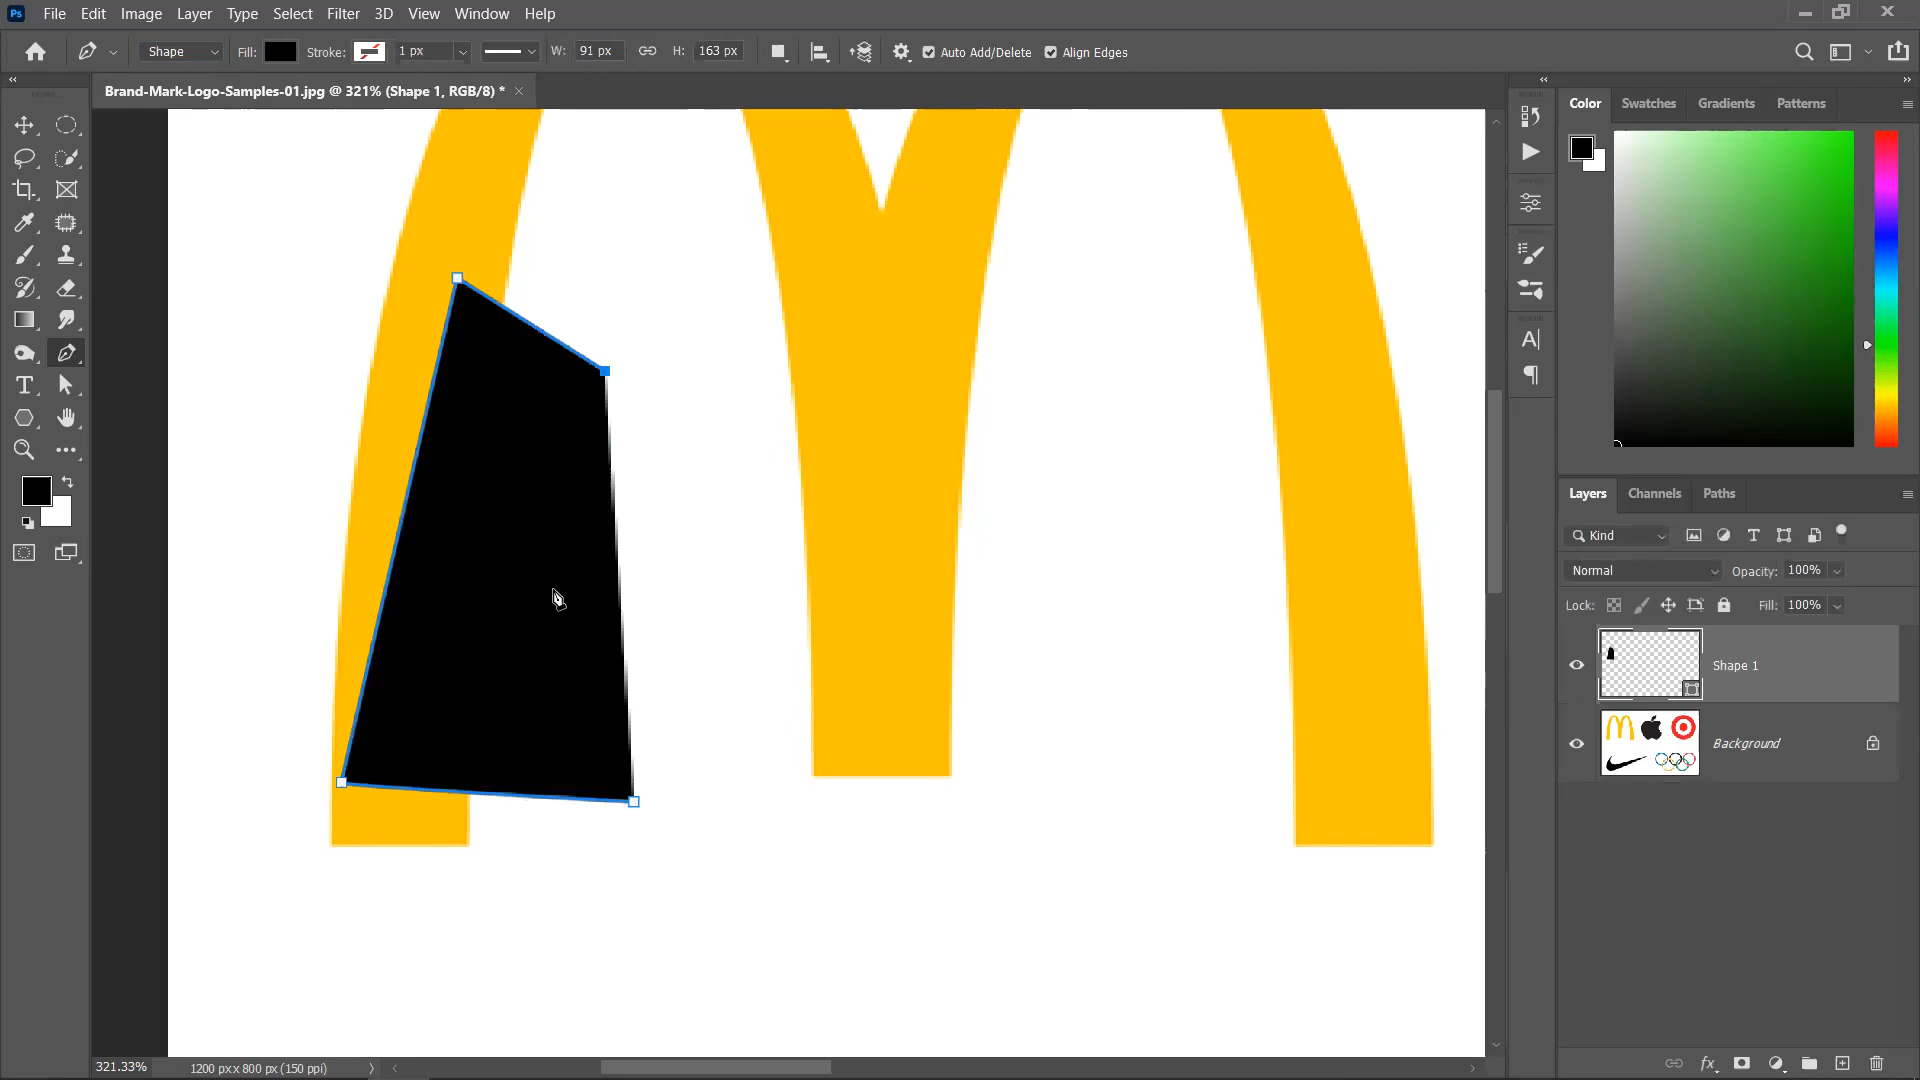 Ps File Edit Image Layer Type Select Filter 3D View Window Help
Shape Fill: Stroke: 1 px W: 91 px H: 163 px Auto Add/Delete Align Edges
Brand-Mark-Logo-Samples-01.jpg @ 321% (Shape 1, RGB/8) *
Color Swatches Gradients Patterns
Layers Channels Paths
Kind
Normal Opacity: 100%
Lock: Fill: 100%
Shape 1
Background
321.33% 1200 px x 800 px (150 ppi)